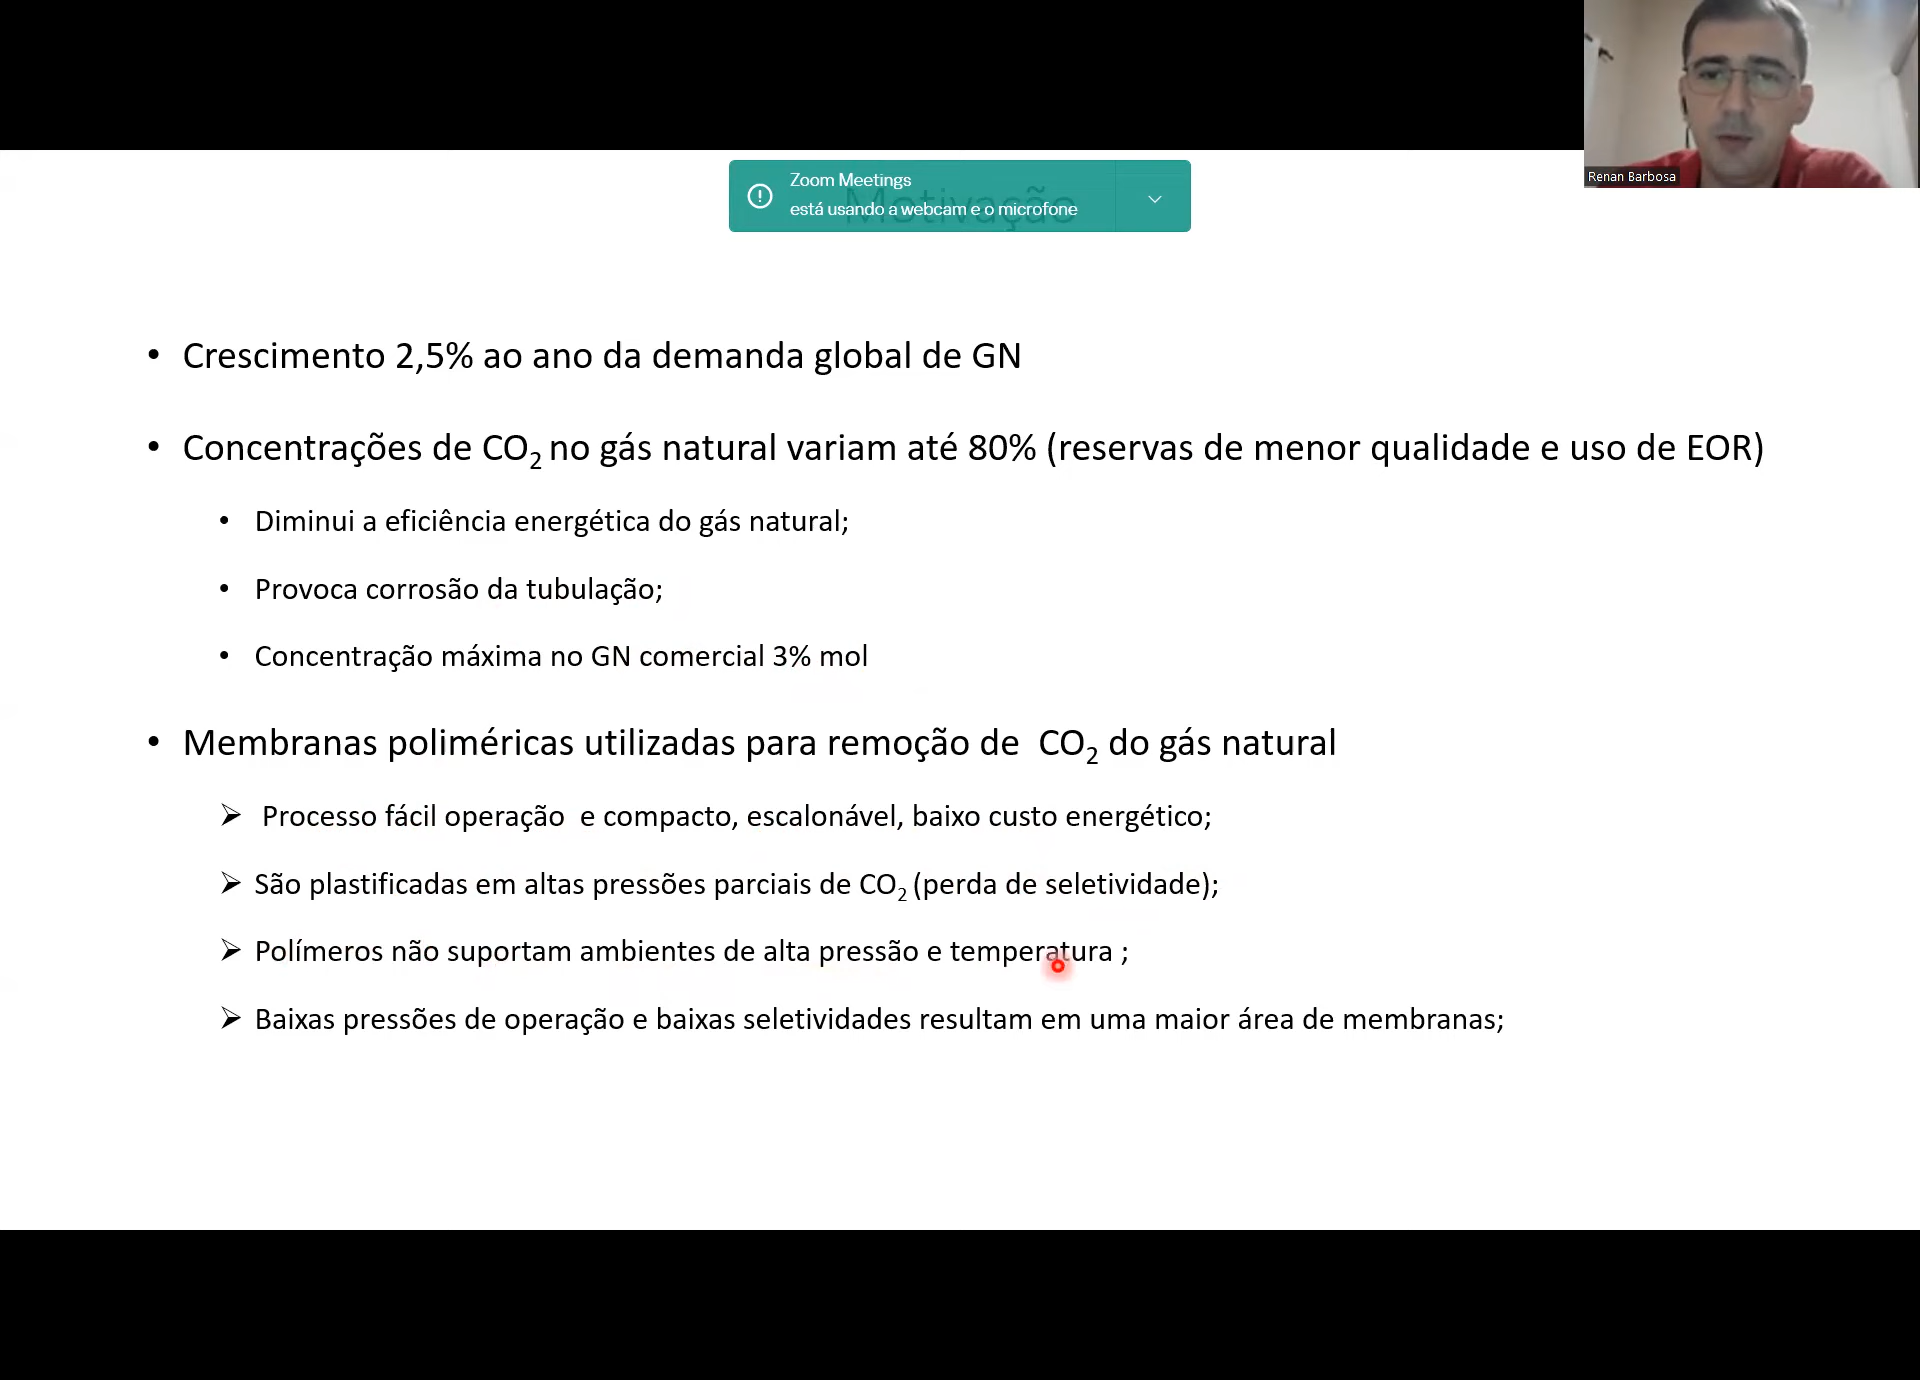 Renan Barbosa
Zoom Meetings
está usando a webcam e o microfone
Motivação
• Crescimento 2,5% ao ano da demanda global de GN
• Concentrações de CO₂ no gás natural variam até 80% (reservas de menor qualidade e uso de EOR)
• Diminui a eficiência energética do gás natural;
• Provoca corrosão da tubulação;
• Concentração máxima no GN comercial 3% mol
• Membranas poliméricas utilizadas para remoção de CO₂ do gás natural
➢ Processo fácil operação e compacto, escalonável, baixo custo energético;
➢ São plastificadas em altas pressões parciais de CO₂ (perda de seletividade);
➢ Polímeros não suportam ambientes de alta pressão e temperatura ;
➢ Baixas pressões de operação e baixas seletividades resultam em uma maior área de membranas;